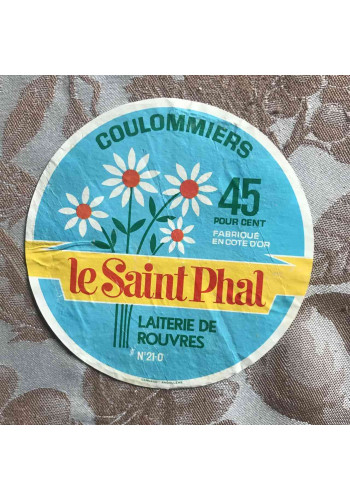 COULOMMIERS
45
POUR CENT
FABRIQUÉ
EN COTE D'OR
le Saint Phal
LAITERIE DE
ROUVRES
N°21-O